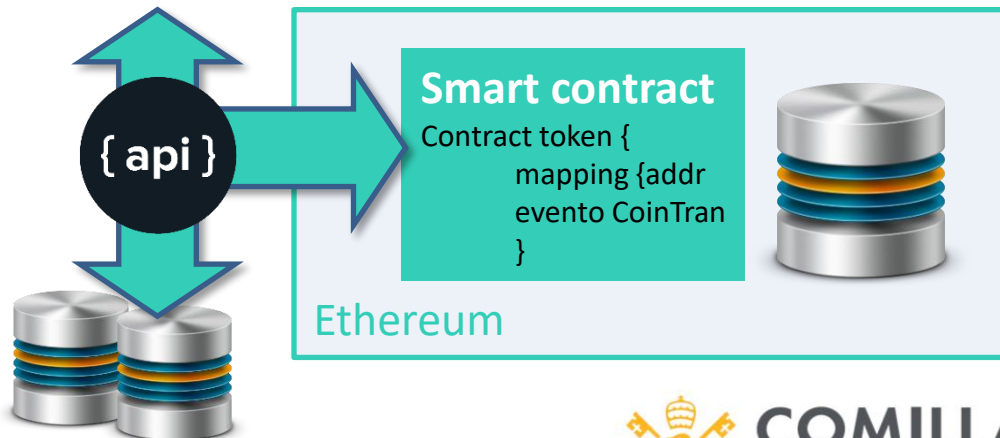 { api }
Smart contract
Contract token {
mapping {addr
evento CoinTran
}
Ethereum
COMILLA